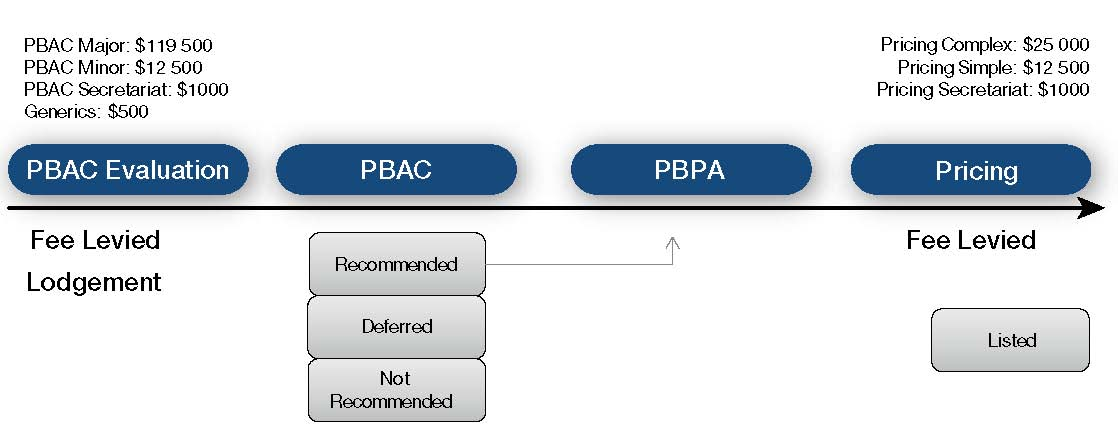 PBAC Major: $119 500
PBAC Minor: $12 500
PBAC Secretariat: $1000
Generics: $500
Pricing Complex: $25 000
Pricing Simple: $12 500
Pricing Secretariat: $1000
PBAC Evaluation
PBAC
PBPA
Pricing
Fee Levied
Lodgement
Fee Levied
Recommended
Deferred
Not
Recommended
Listed